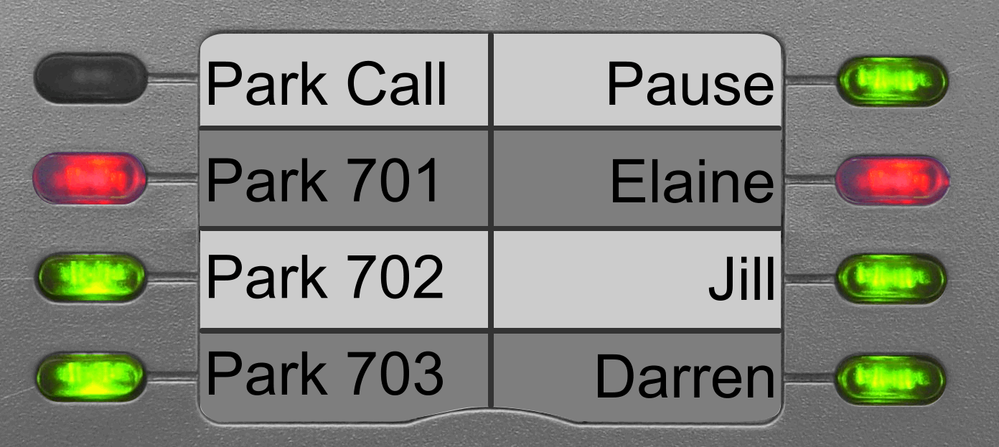 Park Call
Pause
Park 701
Elaine
Park 702
Jill
Park 703
Darren